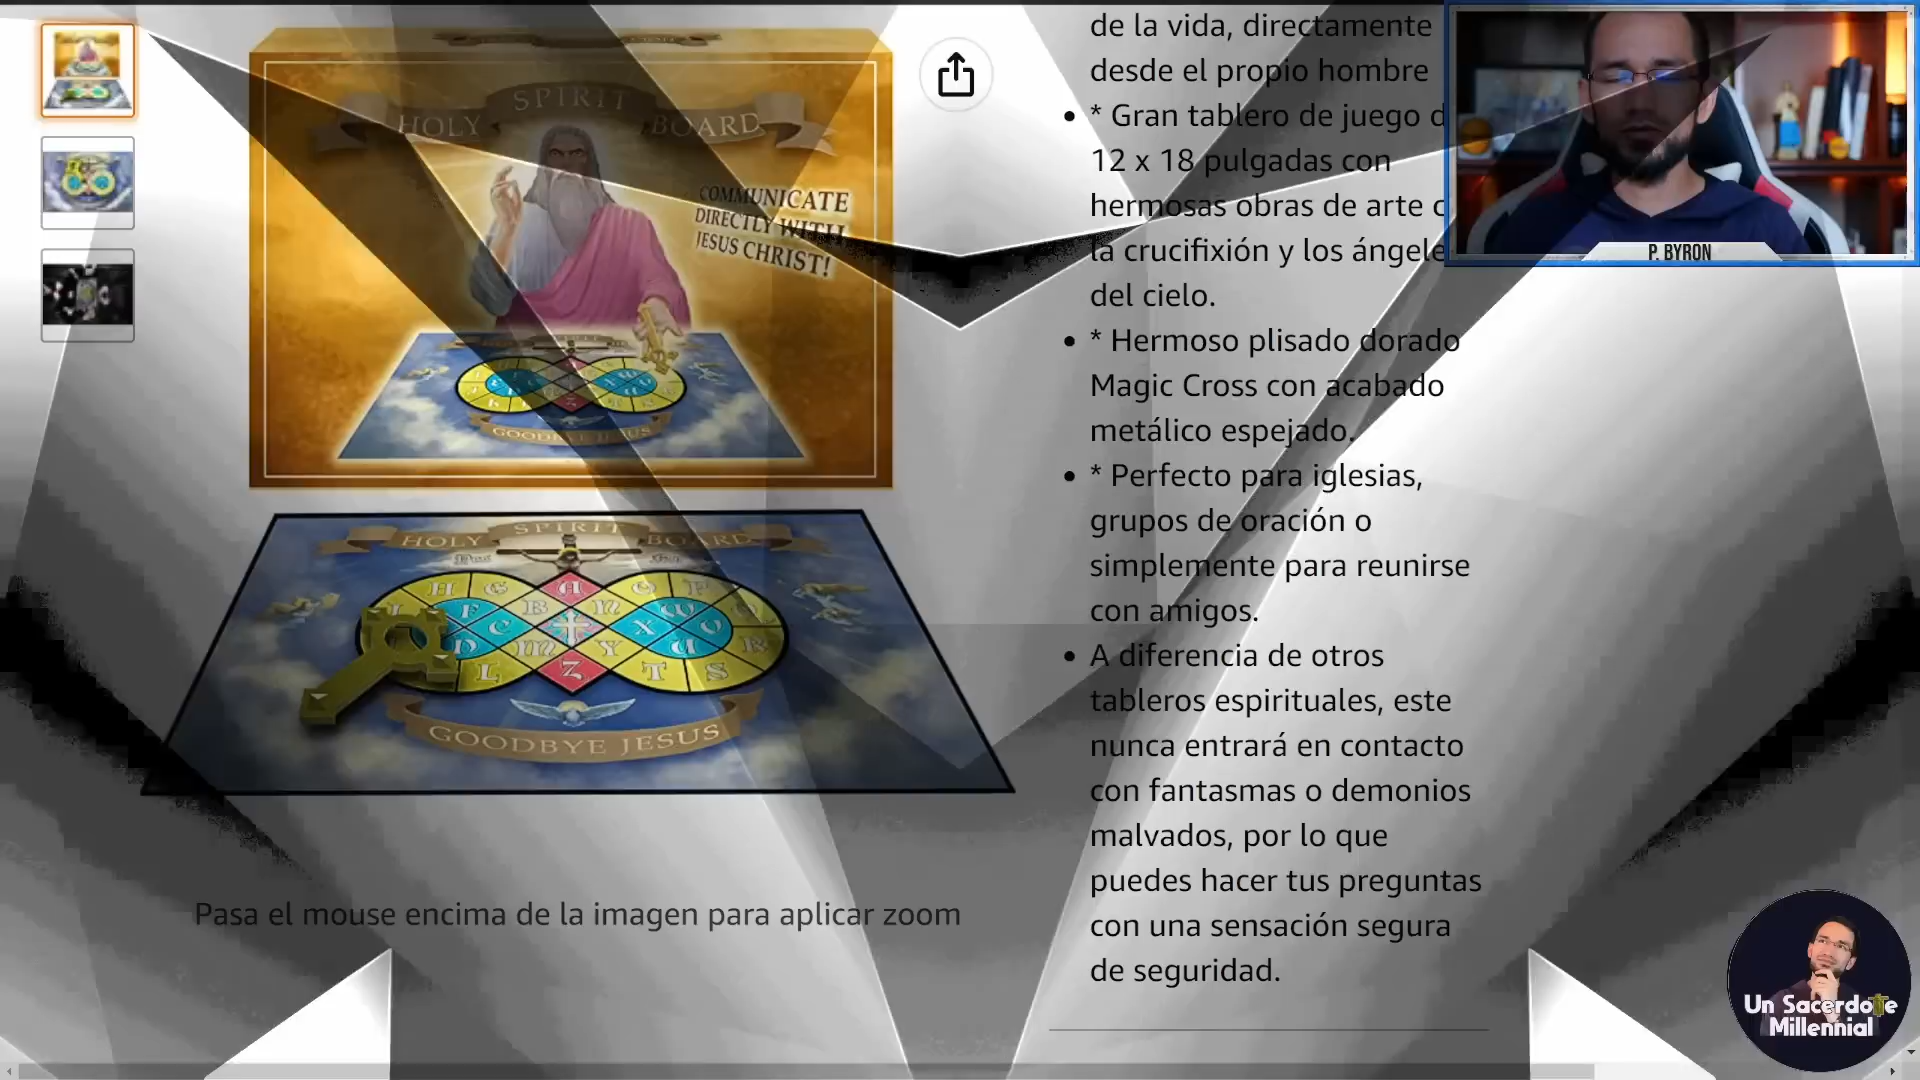 SPIRIT
HOLY BOARD
COMMUNICATE
DIRECTLY WITH
JESUS CHRIST!
GOODBYE JESUS
SPIRIT
HOLY BOARD
H G A Q P
F B N W
C X V
D M Y U R
L Z T S
GOODBYE JESUS
Pasa el mouse encima de la imagen para aplicar zoom
de la vida, directamente
desde el propio hombre
* Gran tablero de juego d
12 x 18 pulgadas con
hermosas obras de arte c
la crucifixión y los ángele
del cielo.
* Hermoso plisado dorado
Magic Cross con acabado
metálico espejado.
* Perfecto para iglesias,
grupos de oración o
simplemente para reunirse
con amigos.
A diferencia de otros
tableros espirituales, este
nunca entrará en contacto
con fantasmas o demonios
malvados, por lo que
puedes hacer tus preguntas
con una sensación segura
de seguridad.
P. BYRON
Un Sacerdote
Millennial